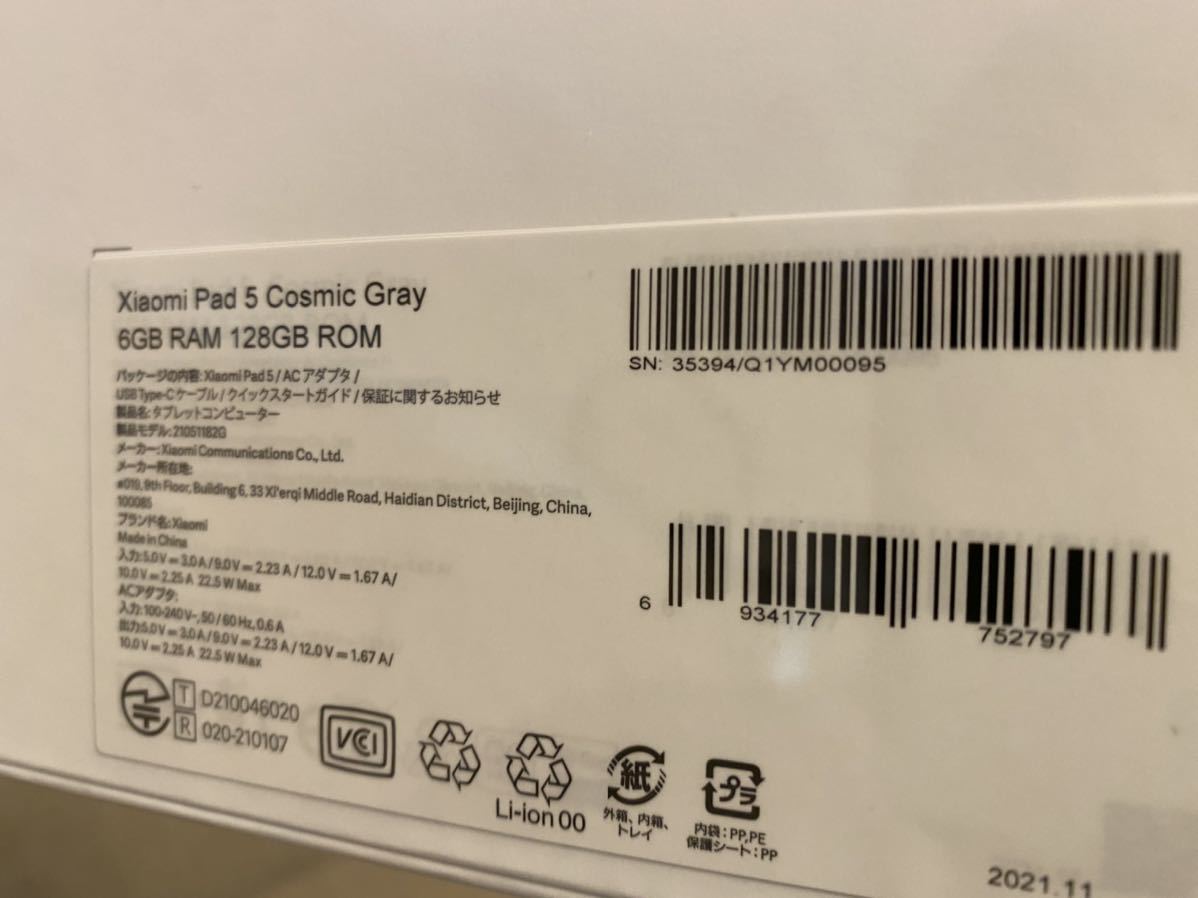 Xiaomi Pad 5 Cosmic Gray
6GB RAM 128GB ROM
パッケージの内容: Xiaomi Pad 5 / AC アダプタ /
USB Type-C ケーブル / クイックスタートガイド / 保証に関するお知らせ
製品名: タブレットコンピューター
製品モデル: 21051182G
メーカー: Xiaomi Communications Co., Ltd.
メーカー所在地:
#019, 9th Floor, Building 6, 33 Xi'erqi Middle Road, Haidian District, Beijing, China,
100085
ブランド名: Xiaomi
Made in China
入力: 5.0V⎓3.0A/9.0V⎓2.23A/12.0V⎓1.67A/
10.0V⎓2.25A 22.5W Max
ACアダプタ:
入力: 100-240V~, 50/60Hz, 0.6A
出力: 5.0V⎓3.0A/9.0V⎓2.23A/12.0V⎓1.67A/
10.0V⎓2.25A 22.5W Max
T D210046020
R 020-210107
VCCI
Li-ion 00
紙
外箱、内箱、
トレイ
プラ
内袋: PP,PE
保護シート: PP
SN: 35394/Q1YM00095
6 934177 752797
2021.11